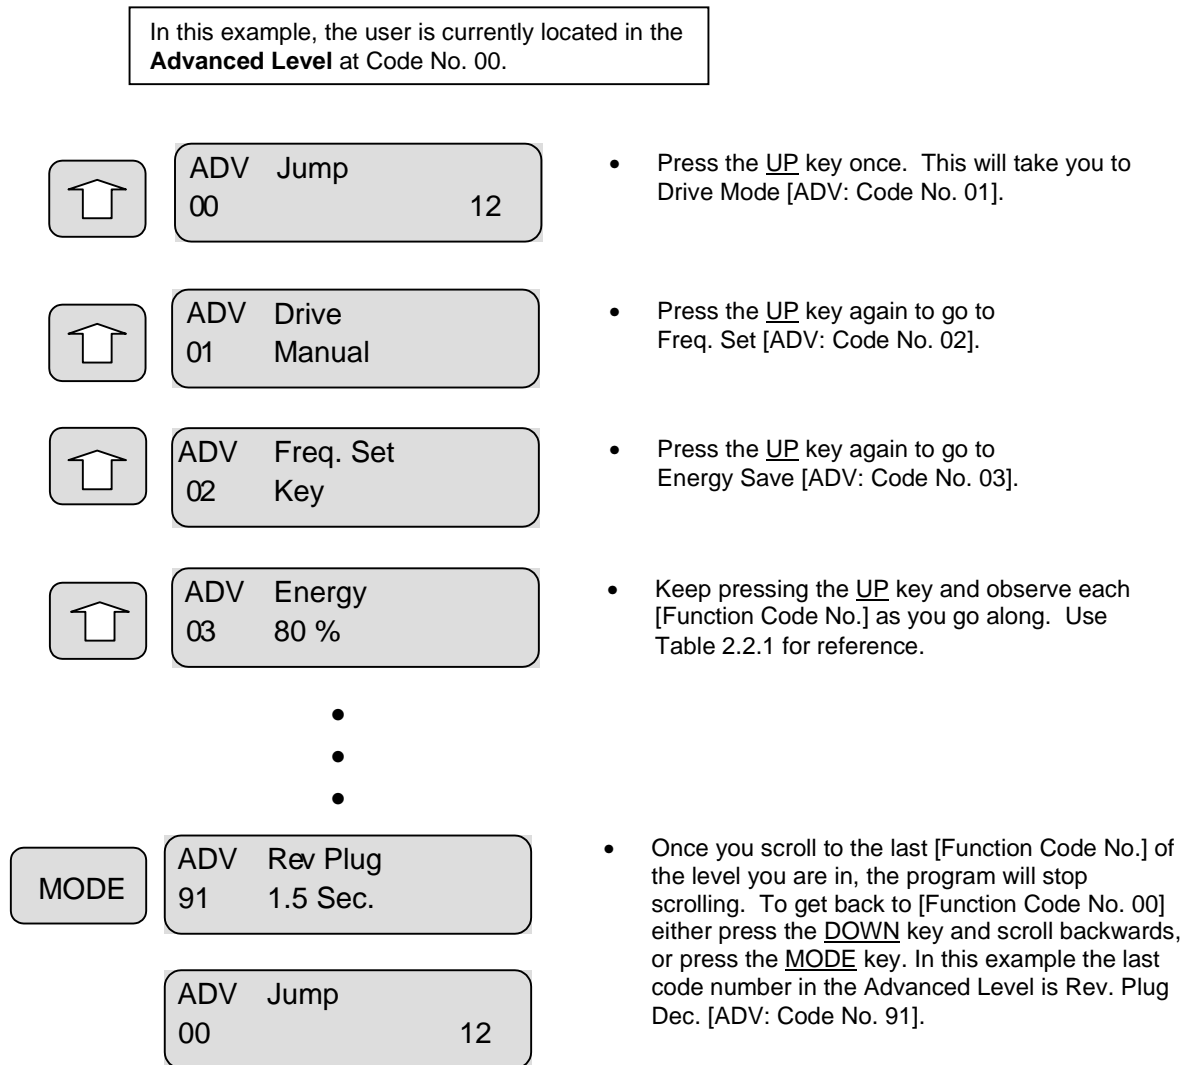 In this example, the user is currently located in the
Advanced Level at Code No. 00.
ADV Jump
00 12
• Press the UP key once. This will take you to
Drive Mode [ADV: Code No. 01].
ADV Drive
01 Manual
• Press the UP key again to go to
Freq. Set [ADV: Code No. 02].
ADV Freq. Set
02 Key
• Press the UP key again to go to
Energy Save [ADV: Code No. 03].
ADV Energy
03 80 %
• Keep pressing the UP key and observe each
[Function Code No.] as you go along. Use
Table 2.2.1 for reference.
MODE
ADV Rev Plug
91 1.5 Sec.
• Once you scroll to the last [Function Code No.] of
the level you are in, the program will stop
scrolling. To get back to [Function Code No. 00]
either press the DOWN key and scroll backwards,
or press the MODE key. In this example the last
code number in the Advanced Level is Rev. Plug
Dec. [ADV: Code No. 91].
ADV Jump
00 12